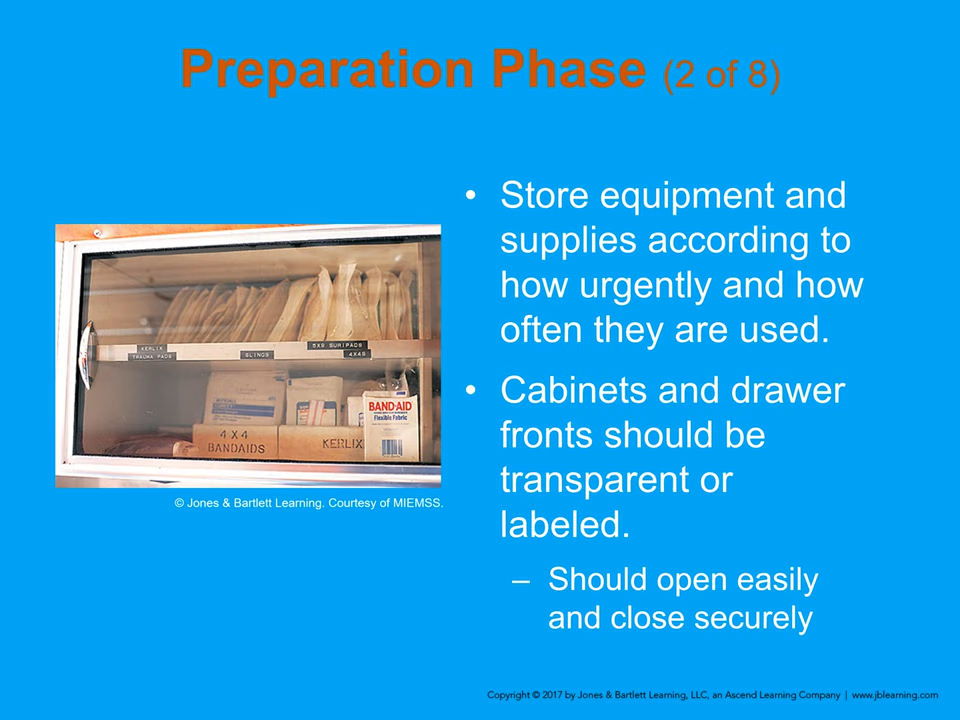 Preparation Phase (2 of 8)
• Store equipment and
supplies according to
how urgently and how
often they are used.
• Cabinets and drawer
fronts should be
transparent or
labeled.
– Should open easily
and close securely
KERLIX
TRAUMA PADS
SLINGS
5X9 SURIPADS
4X4S
BAND-AID
Flexible Fabric
4 X 4
BANDAIDS
KERLIX
© Jones & Bartlett Learning. Courtesy of MIEMSS.
Copyright © 2017 by Jones & Bartlett Learning, LLC, an Ascend Learning Company | www.jblearning.com